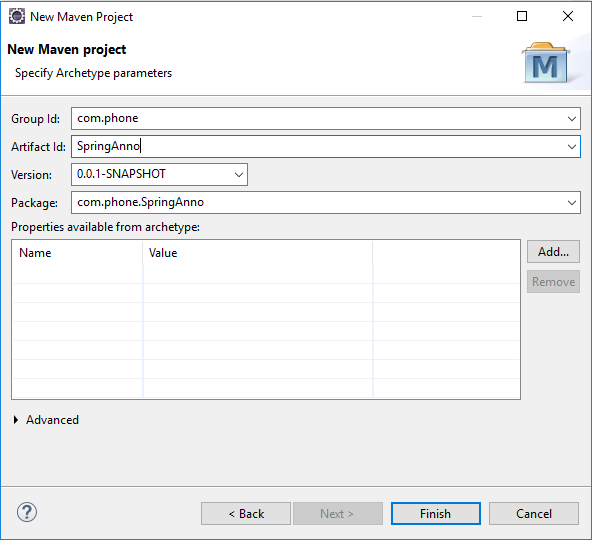 New Maven Project
New Maven project
Specify Archetype parameters
M
Group Id: com.phone
Artifact Id: SpringAnno
Version: 0.0.1-SNAPSHOT
Package: com.phone.SpringAnno
Properties available from archetype:
Name Value
Add...
Remove
Advanced
? < Back Next > Finish Cancel